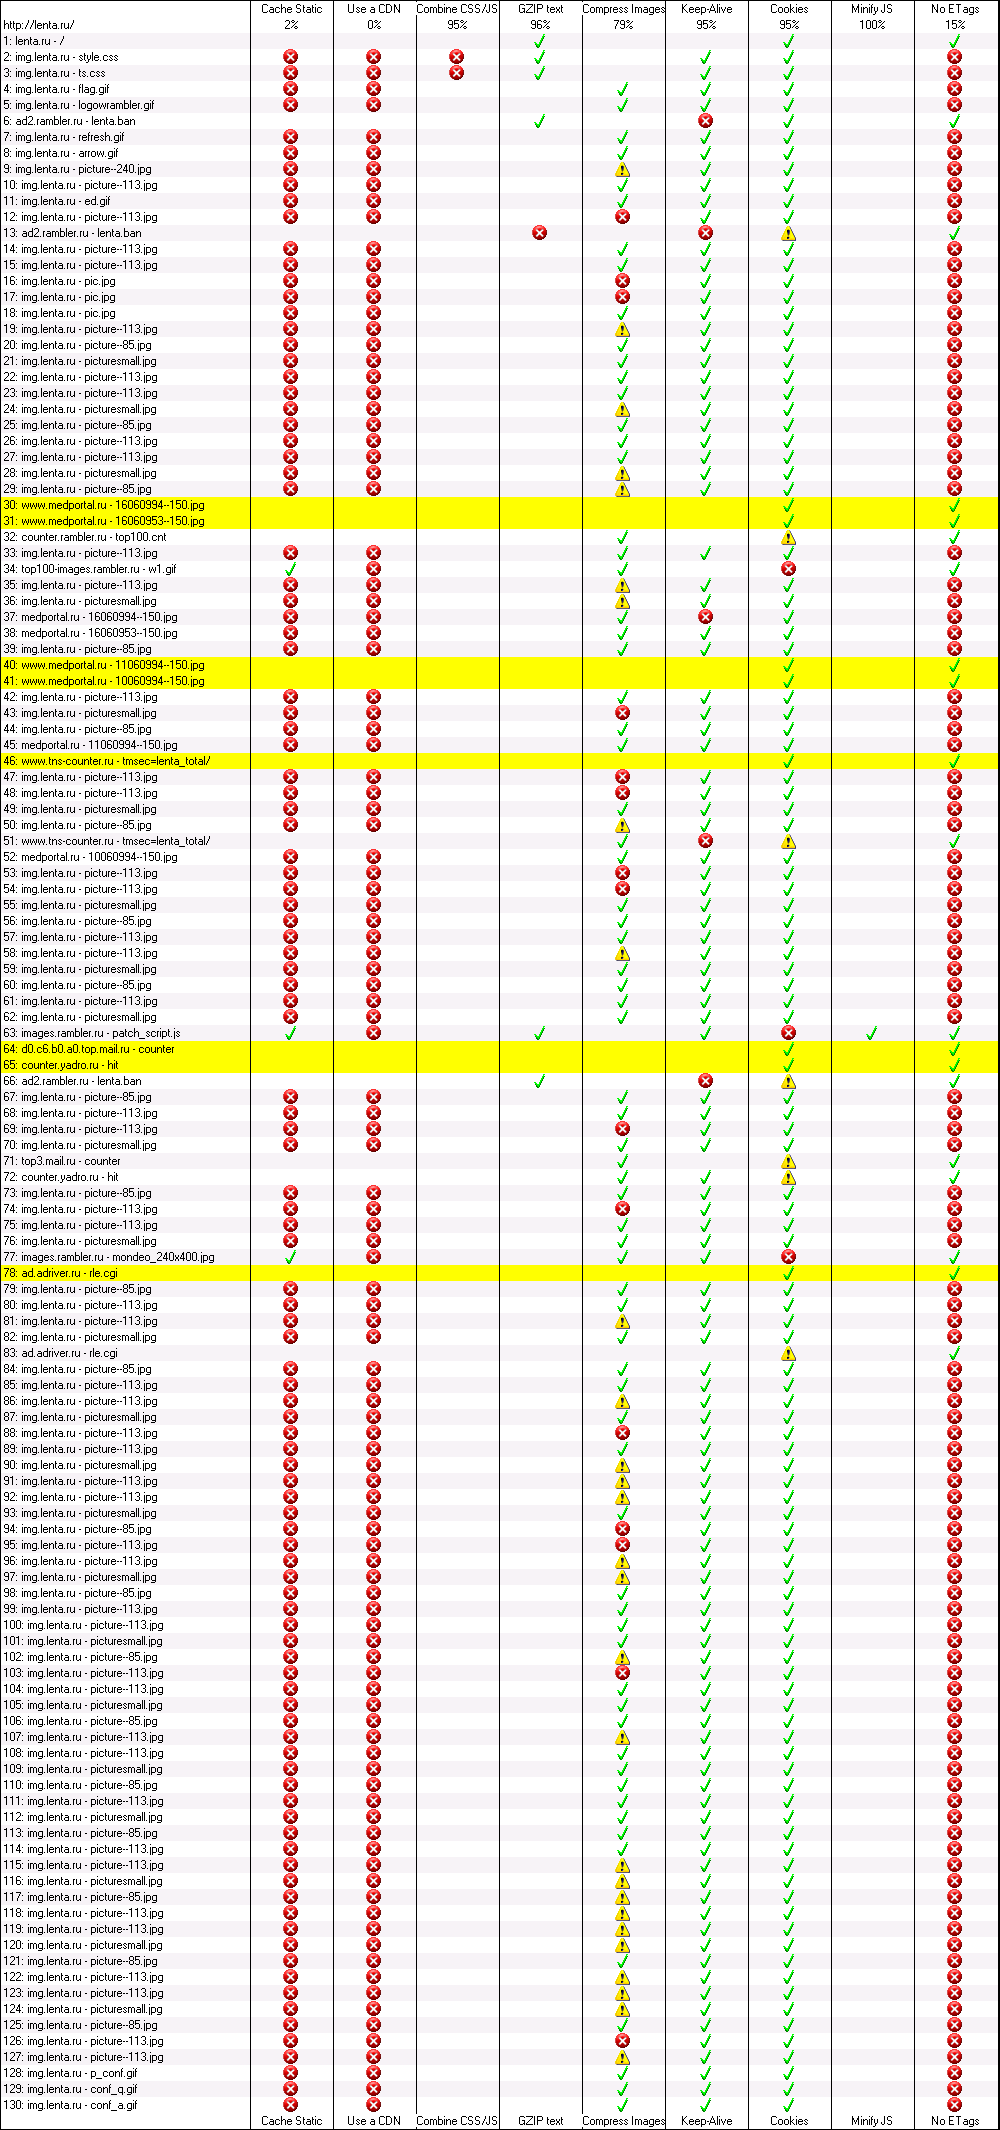 Cache Static Use a CDN Combine CSS/JS GZIP text Compress Images Keep-Alive Cookies Minify JS No ETags
http://lenta.ru/ 2% 0% 95% 96% 79% 95% 95% 100% 15%
1: lenta.ru - /
2: img.lenta.ru - style.css
3: img.lenta.ru - ts.css
4: img.lenta.ru - flag.gif
5: img.lenta.ru - logowrambler.gif
6: ad2.rambler.ru - lenta.ban
7: img.lenta.ru - refresh.gif
8: img.lenta.ru - arrow.gif
9: img.lenta.ru - picture--240.jpg
10: img.lenta.ru - picture--113.jpg
11: img.lenta.ru - ed.gif
12: img.lenta.ru - picture--113.jpg
13: ad2.rambler.ru - lenta.ban
14: img.lenta.ru - picture--113.jpg
15: img.lenta.ru - picture--113.jpg
16: img.lenta.ru - pic.jpg
17: img.lenta.ru - pic.jpg
18: img.lenta.ru - pic.jpg
19: img.lenta.ru - picture--113.jpg
20: img.lenta.ru - picture--85.jpg
21: img.lenta.ru - picturesmall.jpg
22: img.lenta.ru - picture--113.jpg
23: img.lenta.ru - picture--113.jpg
24: img.lenta.ru - picturesmall.jpg
25: img.lenta.ru - picture--85.jpg
26: img.lenta.ru - picture--113.jpg
27: img.lenta.ru - picture--113.jpg
28: img.lenta.ru - picturesmall.jpg
29: img.lenta.ru - picture--85.jpg
30: www.medportal.ru - 16060994--150.jpg
31: www.medportal.ru - 16060953--150.jpg
32: counter.rambler.ru - top100.cnt
33: img.lenta.ru - picture--113.jpg
34: top100-images.rambler.ru - w1.gif
35: img.lenta.ru - picture--113.jpg
36: img.lenta.ru - picturesmall.jpg
37: medportal.ru - 16060994--150.jpg
38: medportal.ru - 16060953--150.jpg
39: img.lenta.ru - picture--85.jpg
40: www.medportal.ru - 11060994--150.jpg
41: www.medportal.ru - 10060994--150.jpg
42: img.lenta.ru - picture--113.jpg
43: img.lenta.ru - picturesmall.jpg
44: img.lenta.ru - picture--85.jpg
45: medportal.ru - 11060994--150.jpg
46: www.tns-counter.ru - tmsec=lenta_total/
47: img.lenta.ru - picture--113.jpg
48: img.lenta.ru - picture--113.jpg
49: img.lenta.ru - picturesmall.jpg
50: img.lenta.ru - picture--85.jpg
51: www.tns-counter.ru - tmsec=lenta_total/
52: medportal.ru - 10060994--150.jpg
53: img.lenta.ru - picture--113.jpg
54: img.lenta.ru - picture--113.jpg
55: img.lenta.ru - picturesmall.jpg
56: img.lenta.ru - picture--85.jpg
57: img.lenta.ru - picture--113.jpg
58: img.lenta.ru - picture--113.jpg
59: img.lenta.ru - picturesmall.jpg
60: img.lenta.ru - picture--85.jpg
61: img.lenta.ru - picture--113.jpg
62: img.lenta.ru - picturesmall.jpg
63: images.rambler.ru - patch_script.js
64: d0.c6.b0.a0.top.mail.ru - counter
65: counter.yadro.ru - hit
66: ad2.rambler.ru - lenta.ban
67: img.lenta.ru - picture--85.jpg
68: img.lenta.ru - picture--113.jpg
69: img.lenta.ru - picture--113.jpg
70: img.lenta.ru - picturesmall.jpg
71: top3.mail.ru - counter
72: counter.yadro.ru - hit
73: img.lenta.ru - picture--85.jpg
74: img.lenta.ru - picture--113.jpg
75: img.lenta.ru - picture--113.jpg
76: img.lenta.ru - picturesmall.jpg
77: images.rambler.ru - mondeo_240x400.jpg
78: ad.adriver.ru - rle.cgi
79: img.lenta.ru - picture--85.jpg
80: img.lenta.ru - picture--113.jpg
81: img.lenta.ru - picture--113.jpg
82: img.lenta.ru - picturesmall.jpg
83: ad.adriver.ru - rle.cgi
84: img.lenta.ru - picture--85.jpg
85: img.lenta.ru - picture--113.jpg
86: img.lenta.ru - picture--113.jpg
87: img.lenta.ru - picturesmall.jpg
88: img.lenta.ru - picture--113.jpg
89: img.lenta.ru - picture--113.jpg
90: img.lenta.ru - picturesmall.jpg
91: img.lenta.ru - picture--113.jpg
92: img.lenta.ru - picture--113.jpg
93: img.lenta.ru - picturesmall.jpg
94: img.lenta.ru - picture--85.jpg
95: img.lenta.ru - picture--113.jpg
96: img.lenta.ru - picture--113.jpg
97: img.lenta.ru - picturesmall.jpg
98: img.lenta.ru - picture--85.jpg
99: img.lenta.ru - picture--113.jpg
100: img.lenta.ru - picture--113.jpg
101: img.lenta.ru - picturesmall.jpg
102: img.lenta.ru - picture--85.jpg
103: img.lenta.ru - picture--113.jpg
104: img.lenta.ru - picture--113.jpg
105: img.lenta.ru - picturesmall.jpg
106: img.lenta.ru - picture--85.jpg
107: img.lenta.ru - picture--113.jpg
108: img.lenta.ru - picture--113.jpg
109: img.lenta.ru - picturesmall.jpg
110: img.lenta.ru - picture--85.jpg
111: img.lenta.ru - picture--113.jpg
112: img.lenta.ru - picturesmall.jpg
113: img.lenta.ru - picture--85.jpg
114: img.lenta.ru - picture--113.jpg
115: img.lenta.ru - picture--113.jpg
116: img.lenta.ru - picturesmall.jpg
117: img.lenta.ru - picture--85.jpg
118: img.lenta.ru - picture--113.jpg
119: img.lenta.ru - picture--113.jpg
120: img.lenta.ru - picturesmall.jpg
121: img.lenta.ru - picture--85.jpg
122: img.lenta.ru - picture--113.jpg
123: img.lenta.ru - picture--113.jpg
124: img.lenta.ru - picturesmall.jpg
125: img.lenta.ru - picture--85.jpg
126: img.lenta.ru - picture--113.jpg
127: img.lenta.ru - picture--113.jpg
128: img.lenta.ru - p_conf.gif
129: img.lenta.ru - conf_q.gif
130: img.lenta.ru - conf_a.gif
Cache Static Use a CDN Combine CSS/JS GZIP text Compress Images Keep-Alive Cookies Minify JS No ETags